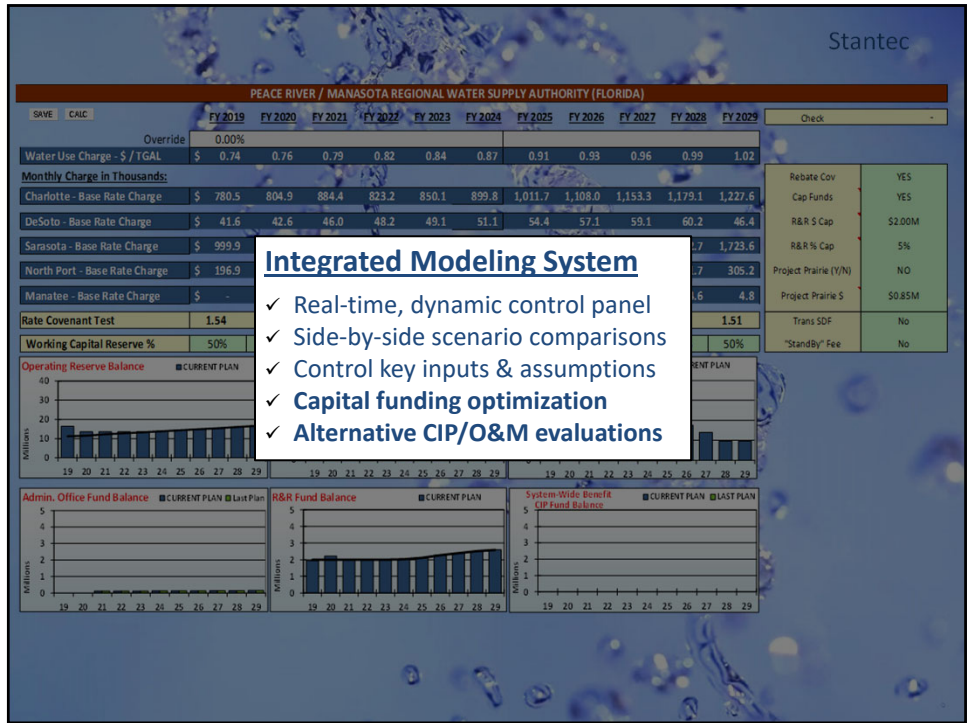 Stantec
PEACE RIVER / MANASOTA REGIONAL WATER SUPPLY AUTHORITY (FLORIDA)
SAVE CALC FY 2019 FY 2020 FY 2021 FY 2022 FY 2023 FY 2024 FY 2025 FY 2026 FY 2027 FY 2028 FY 2029 Check -
Override 0.00%
Water Use Charge - $ / TGAL $ 0.74 0.76 0.79 0.82 0.84 0.87 0.91 0.93 0.96 0.99 1.02
Monthly Charge in Thousands: Rebate Cov YES
Charlotte - Base Rate Charge $ 780.5 804.9 884.4 823.2 850.1 899.8 1,011.7 1,108.0 1,153.3 1,179.1 1,227.6 Cap Funds YES
DeSoto - Base Rate Charge $ 41.6 42.6 46.0 48.2 49.1 51.1 54.4 57.1 59.1 60.2 46.4 R&R $ Cap $2.00M
Sarasota - Base Rate Charge $ 999.9 1,723.6 R&R % Cap 5%
North Port - Base Rate Charge $ 196.9 305.2 Project Prairie (Y/N) NO
Manatee - Base Rate Charge $ - 4.8 Project Prairie $ $0.85M
Rate Covenant Test 1.54 1.51 Trans SDF No
Working Capital Reserve % 50% 50% "StandBy" Fee No
Integrated Modeling System
✓ Real-time, dynamic control panel
✓ Side-by-side scenario comparisons
✓ Control key inputs & assumptions
✓ Capital funding optimization
✓ Alternative CIP/O&M evaluations
Operating Reserve Balance CURRENT PLAN
40
30
20
10
0
Millions
19 20 21 22 23 24 25 26 27 28 29
19 20 21 22 23 24 25 26 27 28 29
19 20 21 22 23 24 25 26 27 28 29
Admin. Office Fund Balance CURRENT PLAN Last Plan
5
4
3
2
1
0
Millions
19 20 21 22 23 24 25 26 27 28 29
R&R Fund Balance CURRENT PLAN
5
4
3
2
1
0
Millions
19 20 21 22 23 24 25 26 27 28 29
System-Wide Benefit
CIP Fund Balance CURRENT PLAN LAST PLAN
5
4
3
2
1
0
Millions
19 20 21 22 23 24 25 26 27 28 29